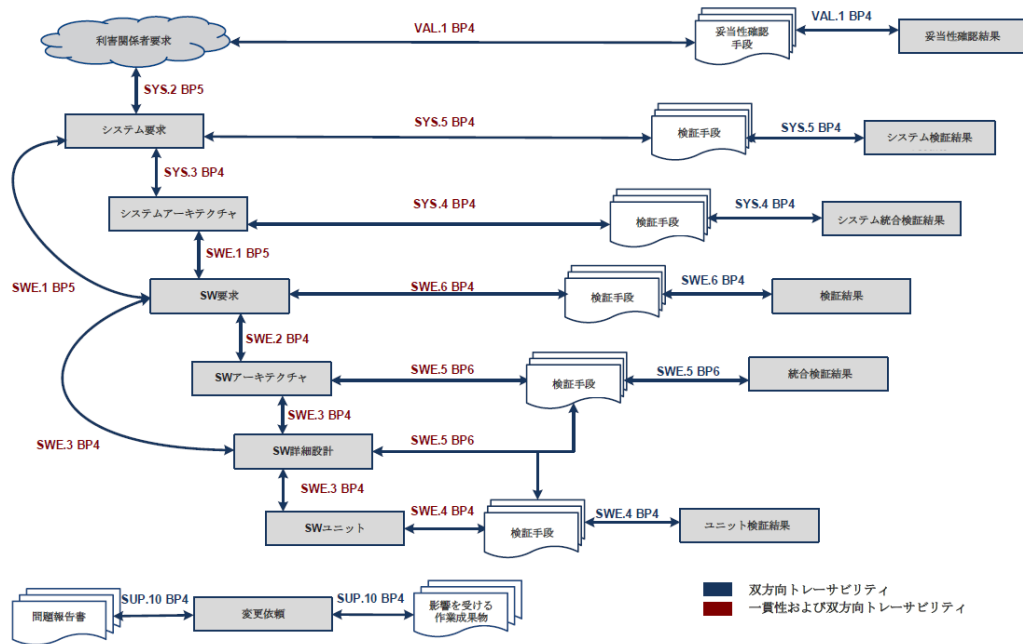 利害関係者要求
VAL.1 BP4
妥当性確認
手段
VAL.1 BP4
妥当性確認結果
SYS.2 BP5
システム要求
SYS.5 BP4
検証手段
SYS.5 BP4
システム検証結果
SYS.3 BP4
システムアーキテクチャ
SYS.4 BP4
検証手段
SYS.4 BP4
システム統合検証結果
SWE.1 BP5
SWE.1 BP5
SW要求
SWE.6 BP4
検証手段
SWE.6 BP4
検証結果
SWE.2 BP4
SWアーキテクチャ
SWE.5 BP6
検証手段
SWE.5 BP6
統合検証結果
SWE.3 BP4
SWE.3 BP4
SW詳細設計
SWE.5 BP6
SWE.3 BP4
SWユニット
SWE.4 BP4
検証手段
SWE.4 BP4
ユニット検証結果
問題報告書
SUP.10 BP4
変更依頼
SUP.10 BP4
影響を受ける
作業成果物
双方向トレーサビリティ
一貫性および双方向トレーサビリティ